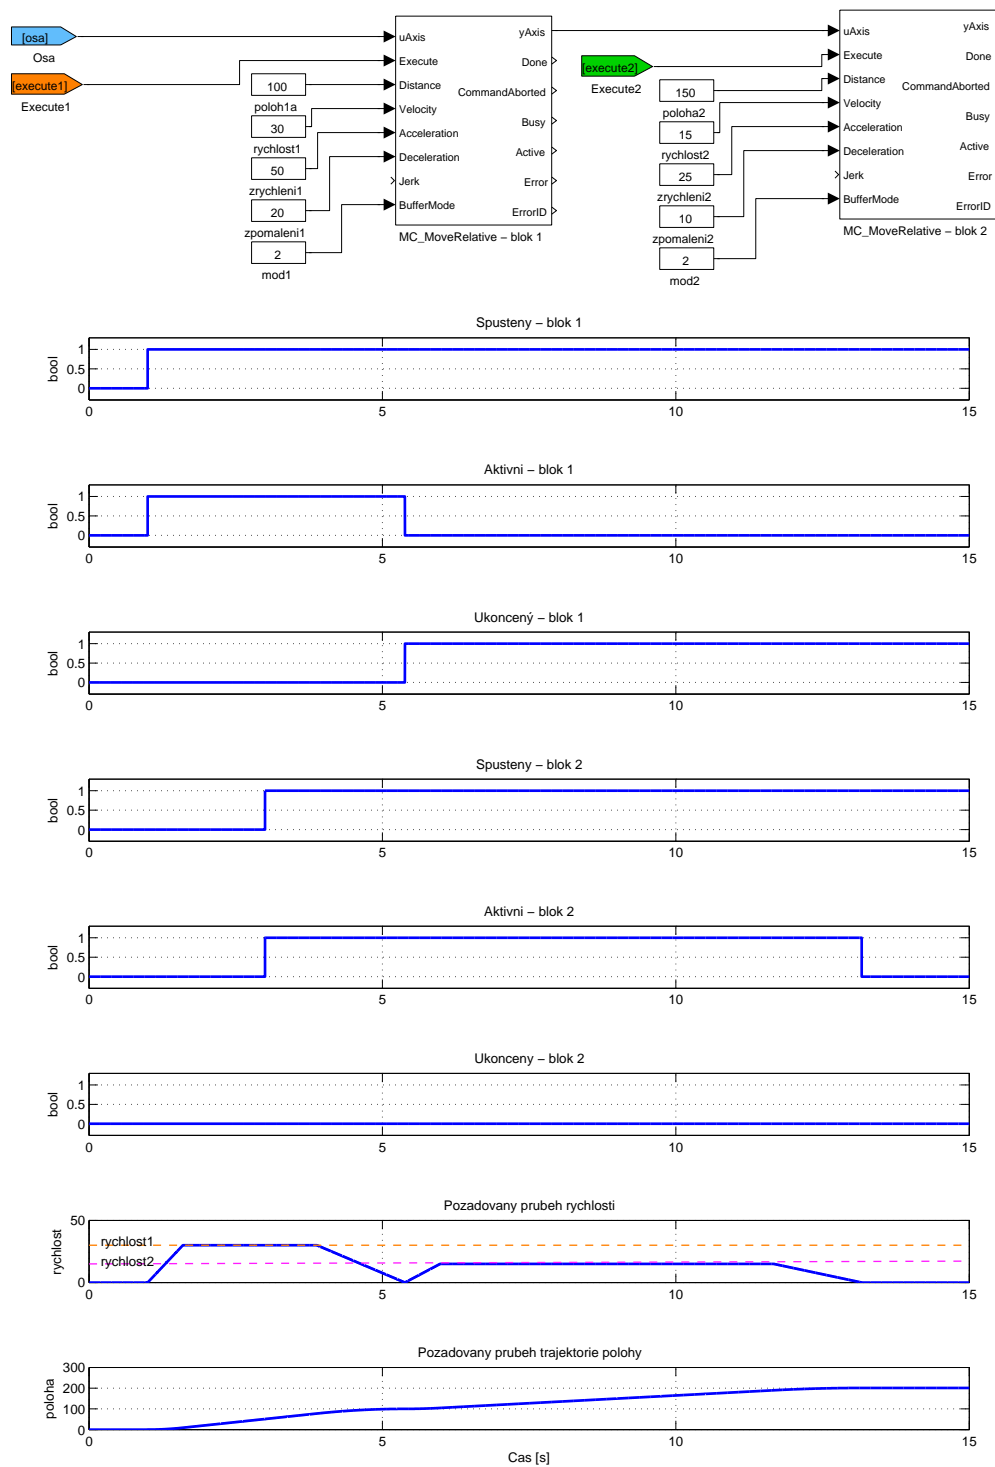 [osa]
Osa
[execute1]
Execute1
100
poloh1a
30
rychlost1
50
zrychleni1
20
zpomaleni1
2
mod1
uAxis
Execute
Distance
Velocity
Acceleration
Deceleration
Jerk
BufferMode
yAxis
Done
CommandAborted
Busy
Active
Error
ErrorID
MC_MoveRelative – blok 1
[execute2]
Execute2
150
poloha2
15
rychlost2
25
zrychleni2
10
zpomaleni2
2
mod2
uAxis
Execute
Distance
Velocity
Acceleration
Deceleration
Jerk
BufferMode
yAxis
Done
CommandAborted
Busy
Active
Error
ErrorID
MC_MoveRelative – blok 2
Spusteny – blok 1
bool
1
0.5
0
0 5 10 15
Aktivni – blok 1
bool
1
0.5
0
0 5 10 15
Ukoncený – blok 1
bool
1
0.5
0
0 5 10 15
Spusteny – blok 2
bool
1
0.5
0
0 5 10 15
Aktivni – blok 2
bool
1
0.5
0
0 5 10 15
Ukonceny – blok 2
bool
1
0.5
0
0 5 10 15
Pozadovany prubeh rychlosti
rychlost
50
0
rychlost1
rychlost2
0 5 10 15
Pozadovany prubeh trajektorie polohy
poloha
300
200
100
0
0 5 10 15
Cas [s]